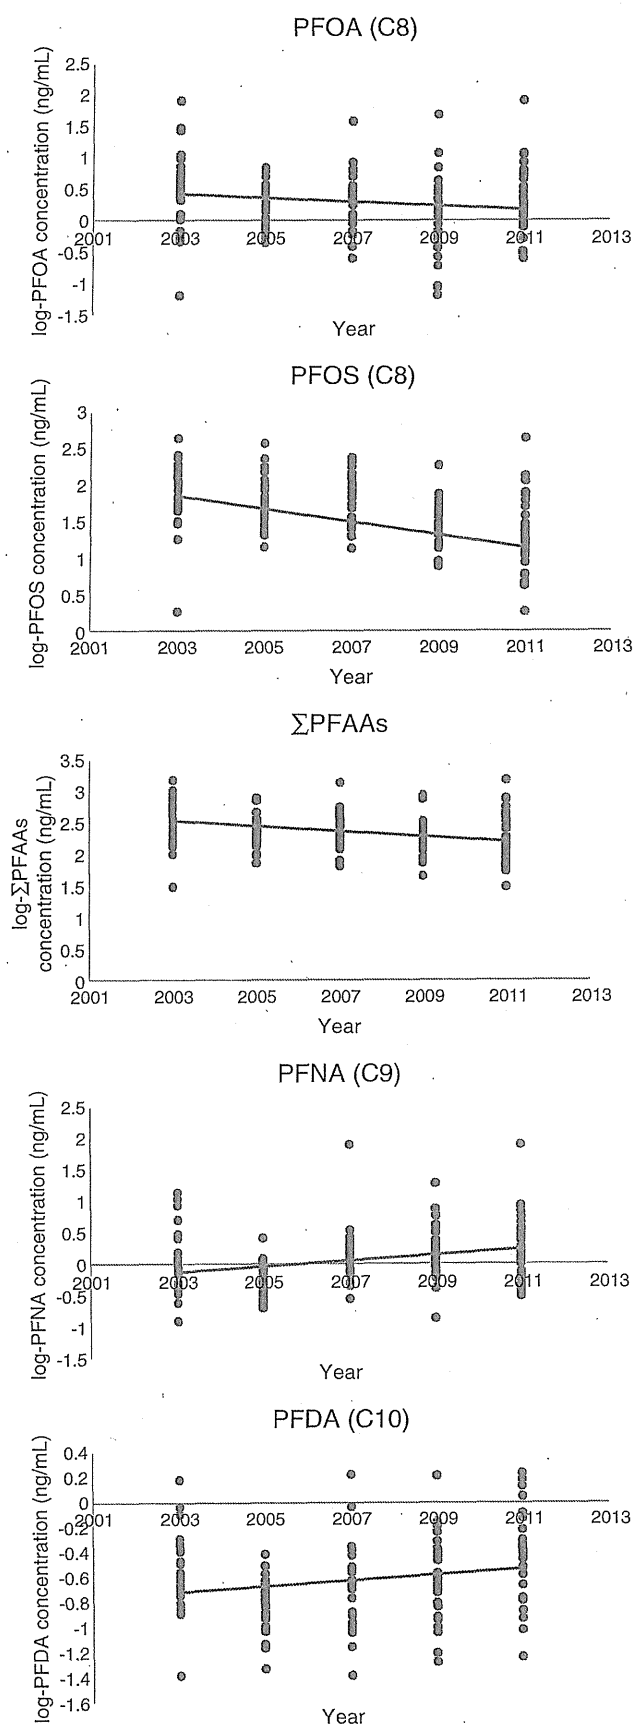 PFOA (C8)
log-PFOA concentration (ng/mL)
2.5
2
1.5
1
0.5
0
-0.5
-1
-1.5
2001 2003 2005 2007 2009 2011 2013
Year
PFOS (C8)
log-PFOS concentration (ng/mL)
3
2.5
2
1.5
1
0.5
0
2001 2003 2005 2007 2009 2011 2013
Year
∑PFAAs
log-∑PFAAs
concentration (ng/mL)
3.5
3
2.5
2
1.5
1
0.5
0
2001 2003 2005 2007 2009 2011 2013
Year
PFNA (C9)
log-PFNA concentration (ng/mL)
2.5
2
1.5
1
0.5
0
2001 2003 2005 2007 2009 2011 2013
-0.5
-1
-1.5
Year
PFDA (C10)
log-PFDA concentration (ng/mL)
0.4
0.2
0
2001 2003 2005 2007 2009 2011 2013
-0.2
-0.4
-0.6
-0.8
-1
-1.2
-1.4
-1.6
Year